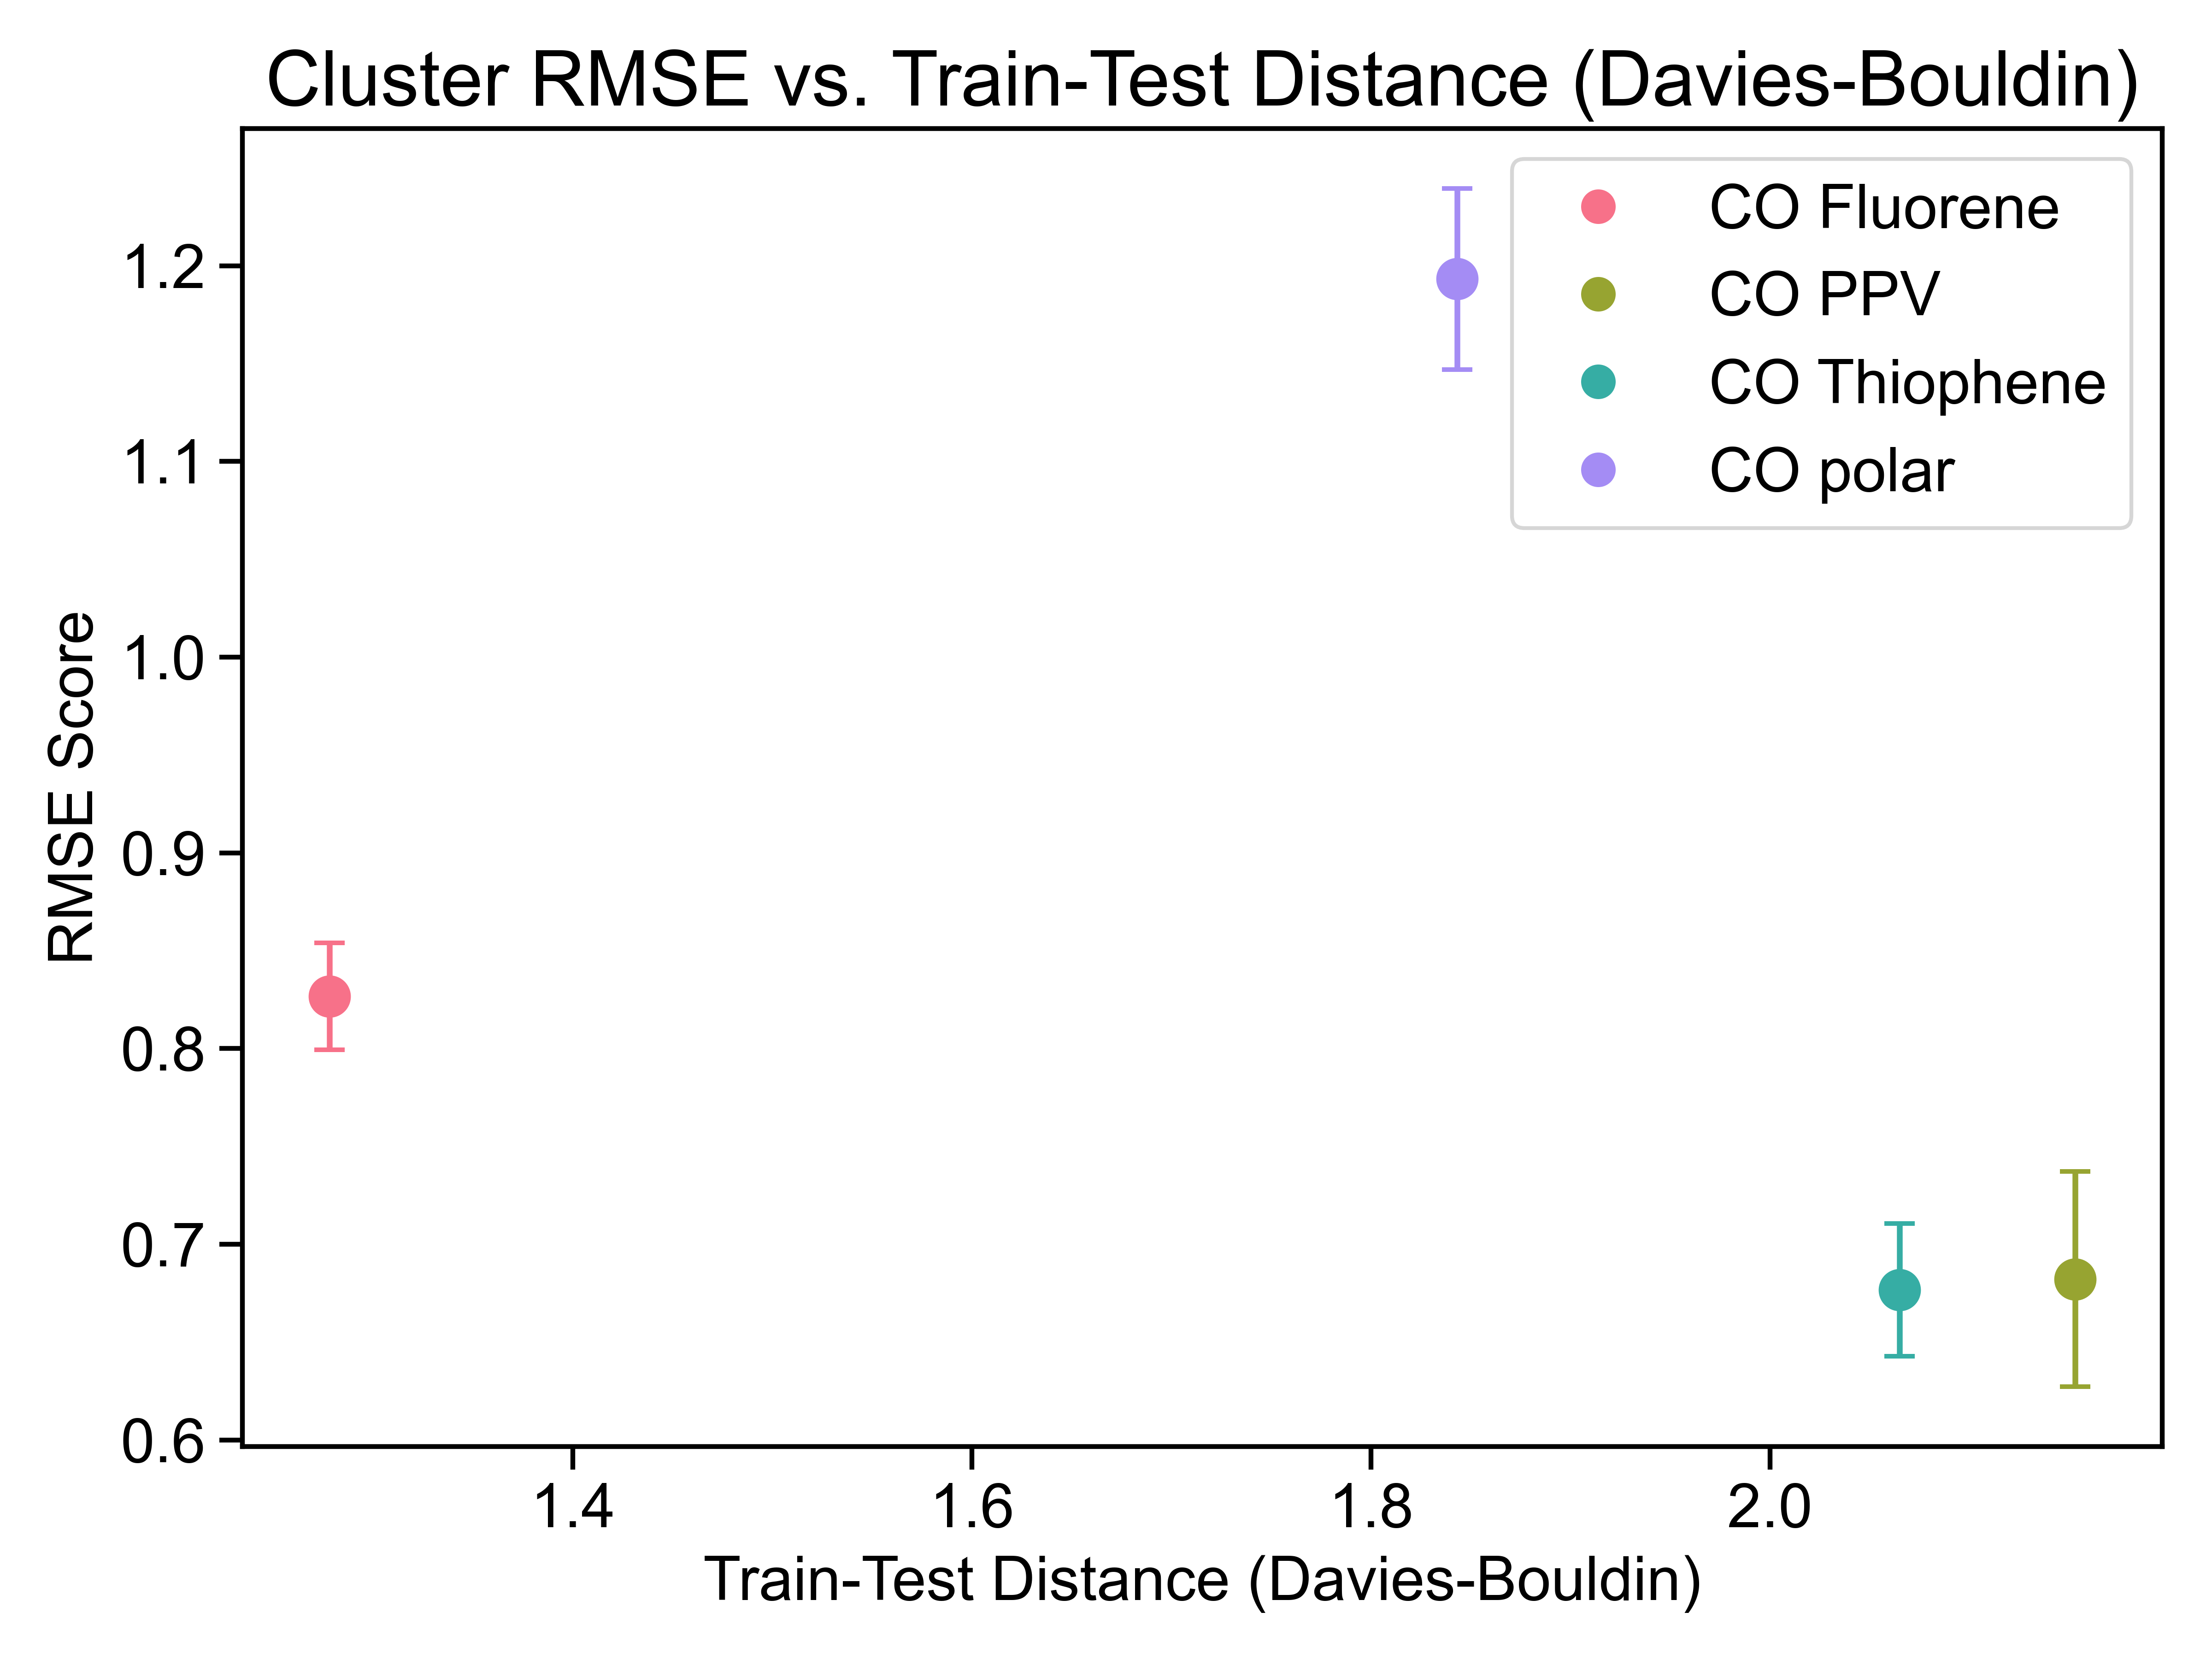 Cluster RMSE vs. Train-Test Distance (Davies-Bouldin)
CO Fluorene
CO PPV
CO Thiophene
CO polar
RMSE Score
1.2
1.1
1.0
0.9
0.8
0.7
0.6
1.4 1.6 1.8 2.0
Train-Test Distance (Davies-Bouldin)